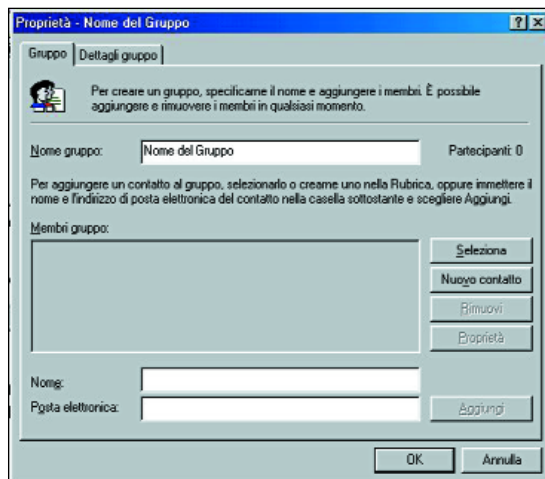 Proprietà - Nome del Gruppo
Gruppo
Dettagli gruppo
Per creare un gruppo, specificarne il nome e aggiungere i membri. È possibile
aggiungere e rimuovere i membri in qualsiasi momento.
Nome gruppo:
Nome del Gruppo
Partecipanti: 0
Per aggiungere un contatto al gruppo, selezionarlo o crearne uno nella Rubrica, oppure immettere il
nome e l'indirizzo di posta elettronica del contatto nella casella sottostante e scegliere Aggiungi.
Membri gruppo:
Seleziona
Nuovo contatto
Rimuovi
Proprietà
Nome:
Posta elettronica:
Aggiungi
OK
Annulla